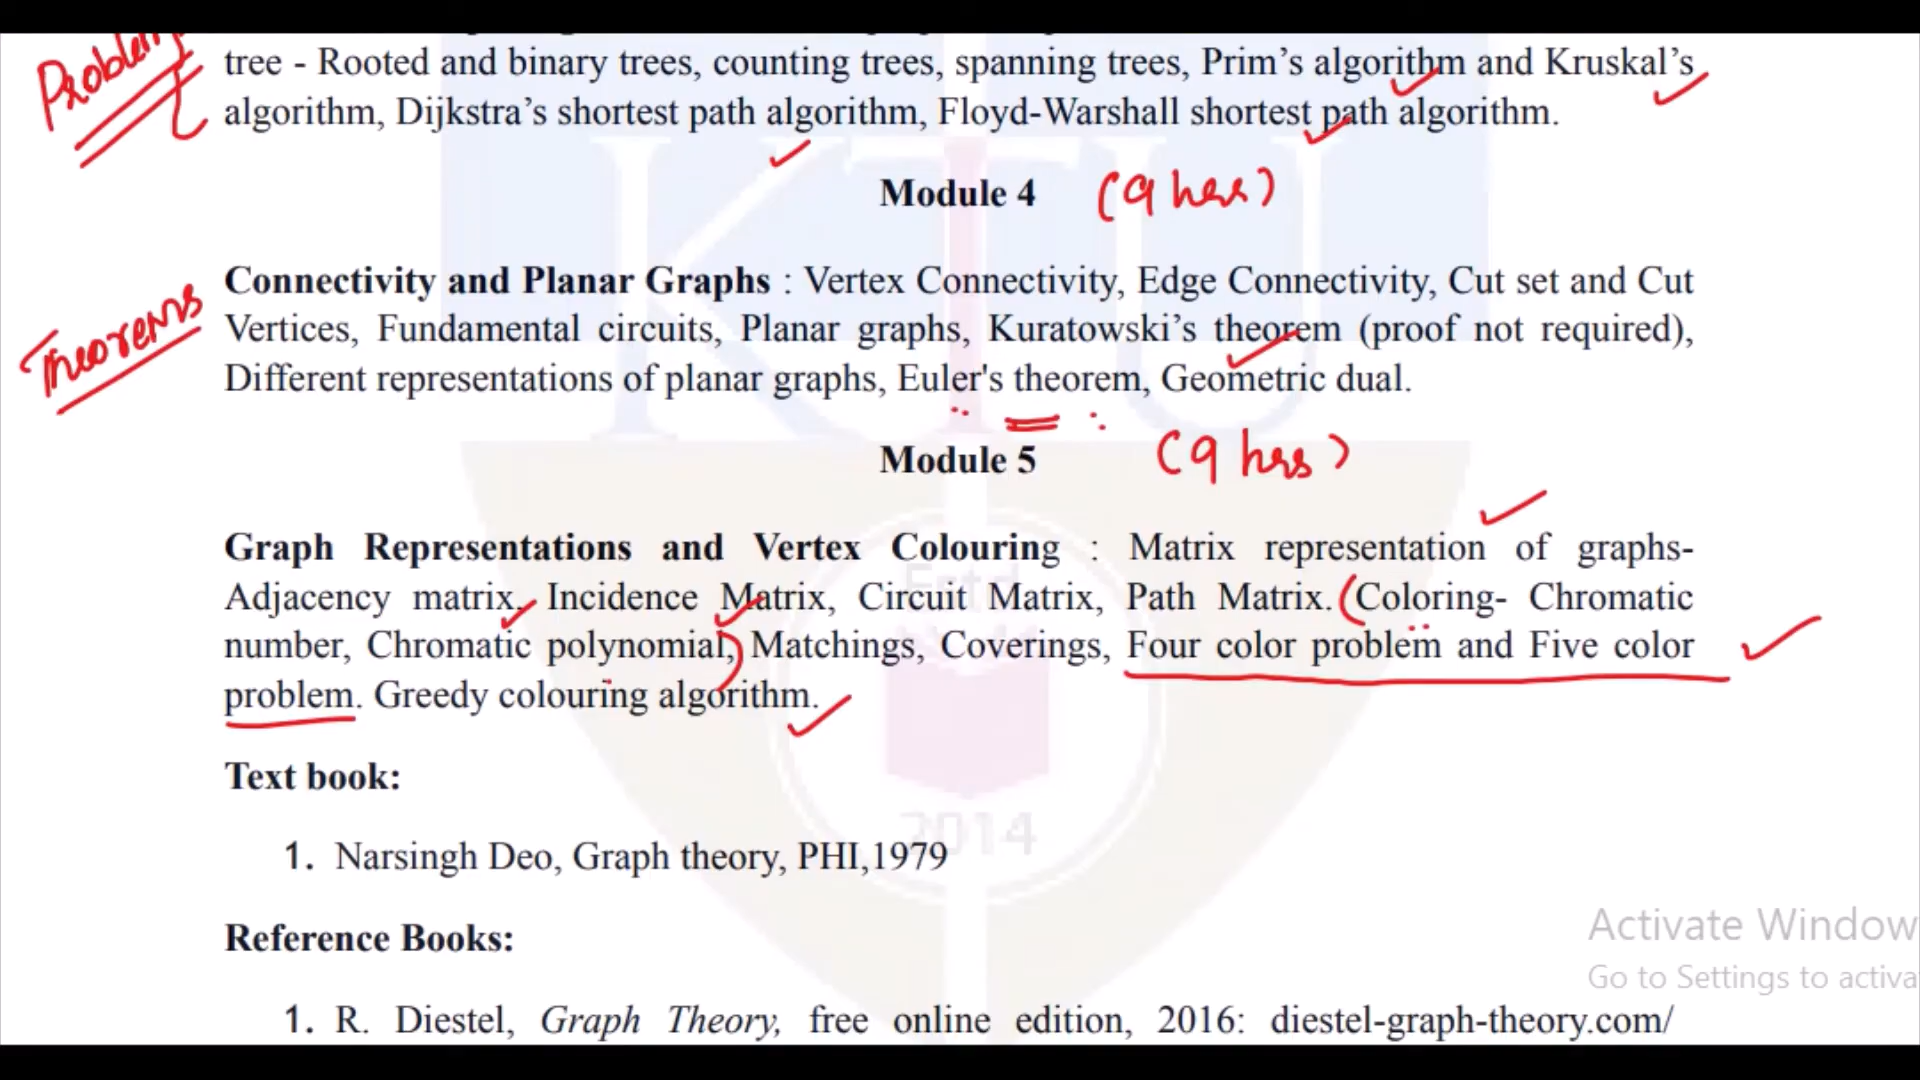 Problem
tree - Rooted and binary trees, counting trees, spanning trees, Prim’s algorithm and Kruskal’s
algorithm, Dijkstra’s shortest path algorithm, Floyd-Warshall shortest path algorithm.
Module 4 (9 hrs)
Theorems
Connectivity and Planar Graphs : Vertex Connectivity, Edge Connectivity, Cut set and Cut
Vertices, Fundamental circuits, Planar graphs, Kuratowski’s theorem (proof not required),
Different representations of planar graphs, Euler's theorem, Geometric dual.
Module 5 (9 hrs)
Graph Representations and Vertex Colouring : Matrix representation of graphs-
Adjacency matrix, Incidence Matrix, Circuit Matrix, Path Matrix. (Coloring- Chromatic
number, Chromatic polynomial,) Matchings, Coverings, Four color problem and Five color
problem. Greedy colouring algorithm.
Text book:
1. Narsingh Deo, Graph theory, PHI,1979
Reference Books:
1. R. Diestel, Graph Theory, free online edition, 2016: diestel-graph-theory.com/
KTU
Estd
2014
Activate Window
Go to Settings to activa